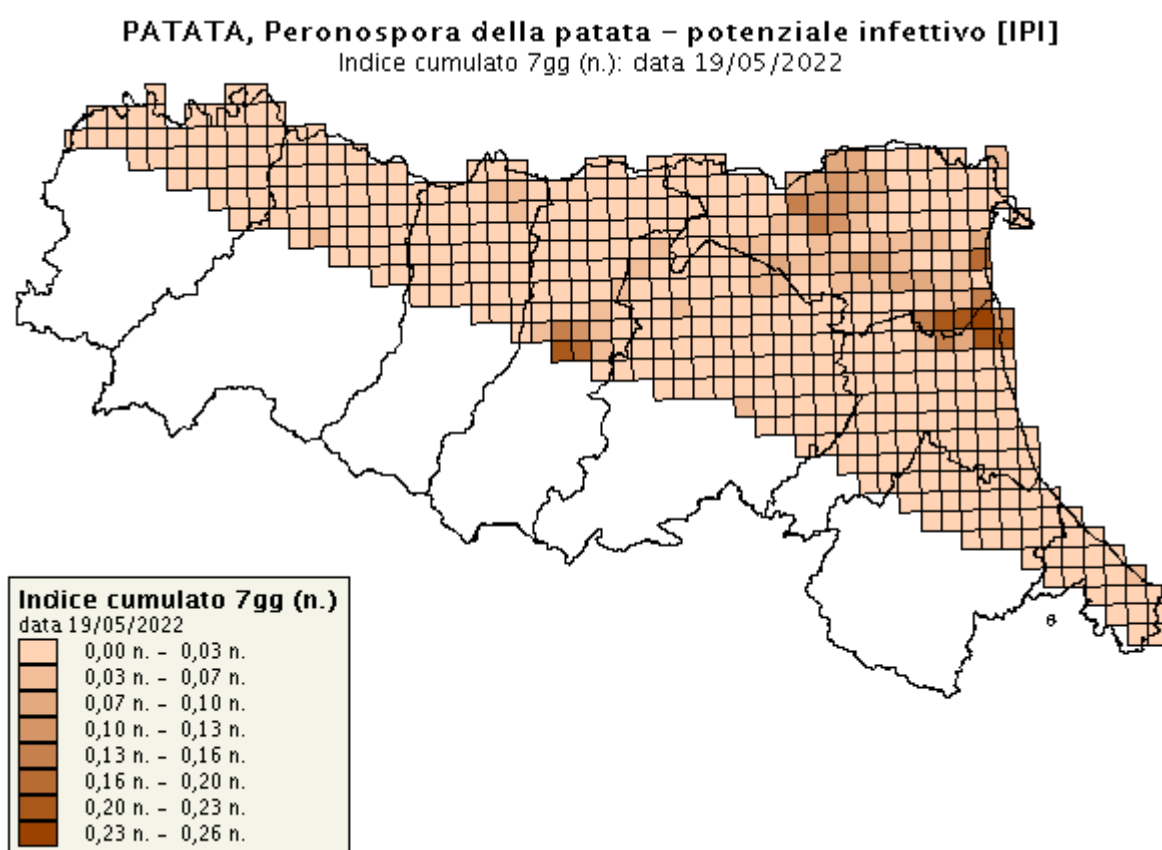 PATATA, Peronospora della patata – potenziale infettivo [IPI]
Indice cumulato 7gg (n.): data 19/05/2022
Indice cumulato 7gg (n.)
data 19/05/2022
0,00 n. – 0,03 n.
0,03 n. – 0,07 n.
0,07 n. – 0,10 n.
0,10 n. – 0,13 n.
0,13 n. – 0,16 n.
0,16 n. – 0,20 n.
0,20 n. – 0,23 n.
0,23 n. – 0,26 n.